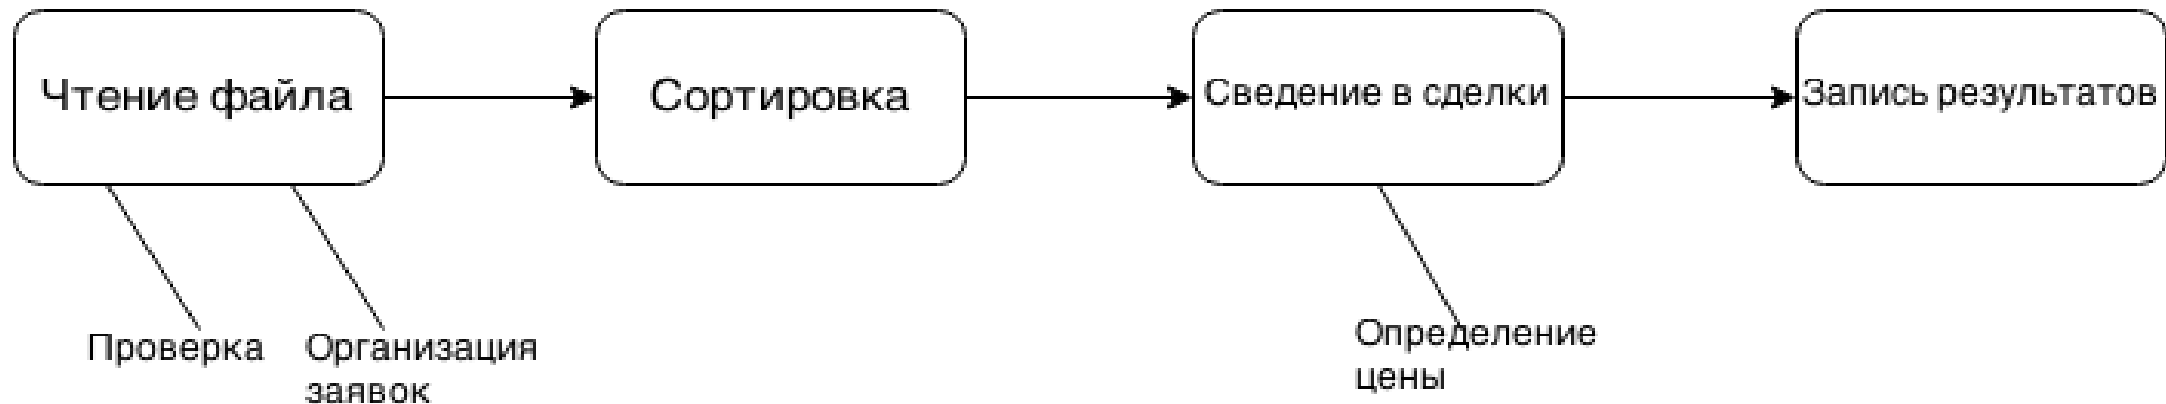 Чтение файла
Сортировка
Сведение в сделки
Запись результатов
Проверка
Организация
заявок
Определение
цены